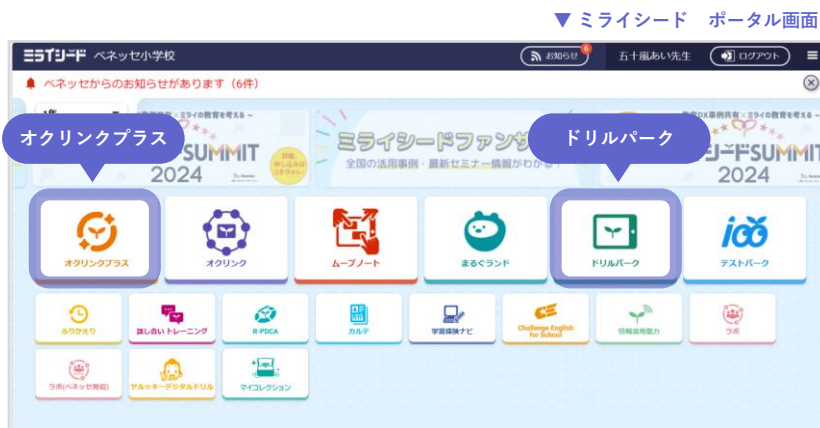 ▼ ミライシード ポータル画面
ミライシード ベネッセ小学校
お知らせ
6
五十嵐あい先生
ログアウト
ベネッセからのお知らせがあります（6件）
オクリンクプラス
SUMMIT
2024
ミライシードファンサ
全国の活用事例・最新セミナー情報がわかる
ドリルパーク
シードSUMMIT
2024
オクリンクプラス
オクリンク
ムーブノート
まるぐランド
ドリルパーク
テストパーク
ふりかえり
話し合いトレーニング
R-PDCA
カルテ
学習探険ナビ
Challenge English
for School
情報活用能力
ラボ
ラボ(ベネッセ発信)
ヤルッキーデジタルドリル
マイコレクション